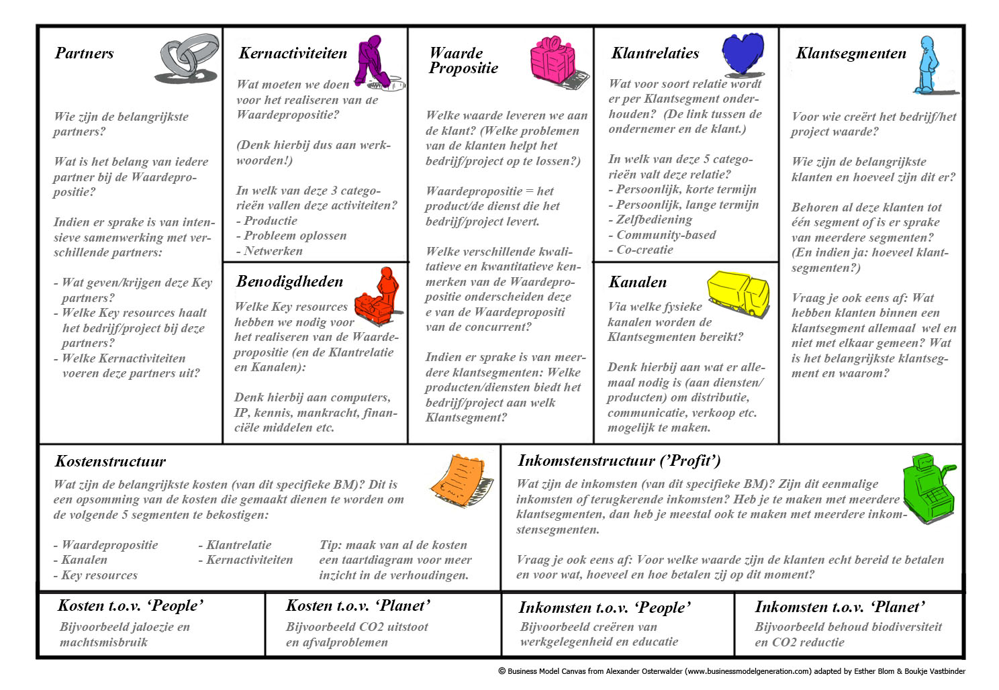 Partners
Wie zijn de belangrijkste
partners?
Wat is het belang van iedere
partner bij de Waardepro-
positie?
Indien er sprake is van inten-
sieve samenwerking met ver-
schillende partners:
- Wat geven/krijgen deze Key
partners?
- Welke Key resources haalt
het bedrijf/project bij deze
partners?
- Welke Kernactiviteiten
voeren deze partners uit?
Kernactiviteiten
Wat moeten we doen
voor het realiseren van de
Waardepropositie?
(Denk hierbij dus aan werk-
woorden!)
In welk van deze 3 catego-
rieën vallen deze activiteiten?
- Productie
- Probleem oplossen
- Netwerken
Benodigdheden
Welke Key resources
hebben we nodig voor
het realiseren van de Waarde-
propositie (en de Klantrelatie
en Kanalen):
Denk hierbij aan computers,
IP, kennis, mankracht, finan-
ciële middelen etc.
Waarde
Propositie
Welke waarde leveren we aan
de klant? (Welke problemen
van de klanten helpt het
bedrijf/project op te lossen?)
Waardepropositie = het
product/de dienst die het
bedrijf/project levert.
Welke verschillende kwali-
tatieve en kwantitatieve ken-
merken van de Waardepro-
positie onderscheiden deze
e van de Waardepropositi
van de concurrent?
Indien er sprake is van meer-
dere klantsegmenten: Welke
producten/diensten biedt het
bedrijf/project aan welk
Klantsegment?
Klantrelaties
Wat voor soort relatie wordt
er per Klantsegment onder-
houden? (De link tussen de
ondernemer en de klant.)
In welk van deze 5 catego-
rieën valt deze relatie?
- Persoonlijk, korte termijn
- Persoonlijk, lange termijn
- Zelfbediening
- Community-based
- Co-creatie
Kanalen
Via welke fysieke
kanalen worden de
Klantsegmenten bereikt?
Denk hierbij aan wat er alle-
maal nodig is (aan diensten/
producten) om distributie,
communicatie, verkoop etc.
mogelijk te maken.
Klantsegmenten
Voor wie creërt het bedrijf/het
project waarde?
Wie zijn de belangrijkste
klanten en hoeveel zijn dit er?
Behoren al deze klanten tot
één segment of is er sprake
van meerdere segmenten?
(En indien ja: hoeveel klant-
segmenten?)
Vraag je ook eens af: Wat
hebben klanten binnen een
klantsegment allemaal wel en
niet met elkaar gemeen? Wat
is het belangrijkste klantseg-
ment en waarom?
Kostenstructuur
Wat zijn de belangrijkste kosten (van dit specifieke BM)? Dit is
een opsomming van de kosten die gemaakt dienen te worden om
de volgende 5 segmenten te bekostigen:
- Waardepropositie
- Kanalen
- Key resources
- Klantrelatie
- Kernactiviteiten
Tip: maak van al de kosten
een taartdiagram voor meer
inzicht in de verhoudingen.
Inkomstenstructuur ('Profit')
Wat zijn de inkomsten (van dit specifieke BM)? Zijn dit eenmalige
inkomsten of terugkerende inkomsten? Heb je te maken met meerdere
klantsegmenten, dan heb je meestal ook te maken met meerdere inkom-
stensegmenten.
Vraag je ook eens af: Voor welke waarde zijn de klanten echt bereid te betalen
en voor wat, hoeveel en hoe betalen zij op dit moment?
Kosten t.o.v. ‘People’
Bijvoorbeeld jaloezie en
machtsmisbruik
Kosten t.o.v. ‘Planet’
Bijvoorbeeld CO2 uitstoot
en afvalproblemen
Inkomsten t.o.v. ‘People’
Bijvoorbeeld creëren van
werkgelegenheid en educatie
Inkomsten t.o.v. ‘Planet’
Bijvoorbeeld behoud biodiversiteit
en CO2 reductie
© Business Model Canvas from Alexander Osterwalder (www.businessmodelgeneration.com) adapted by Esther Blom & Boukje Vastbinder